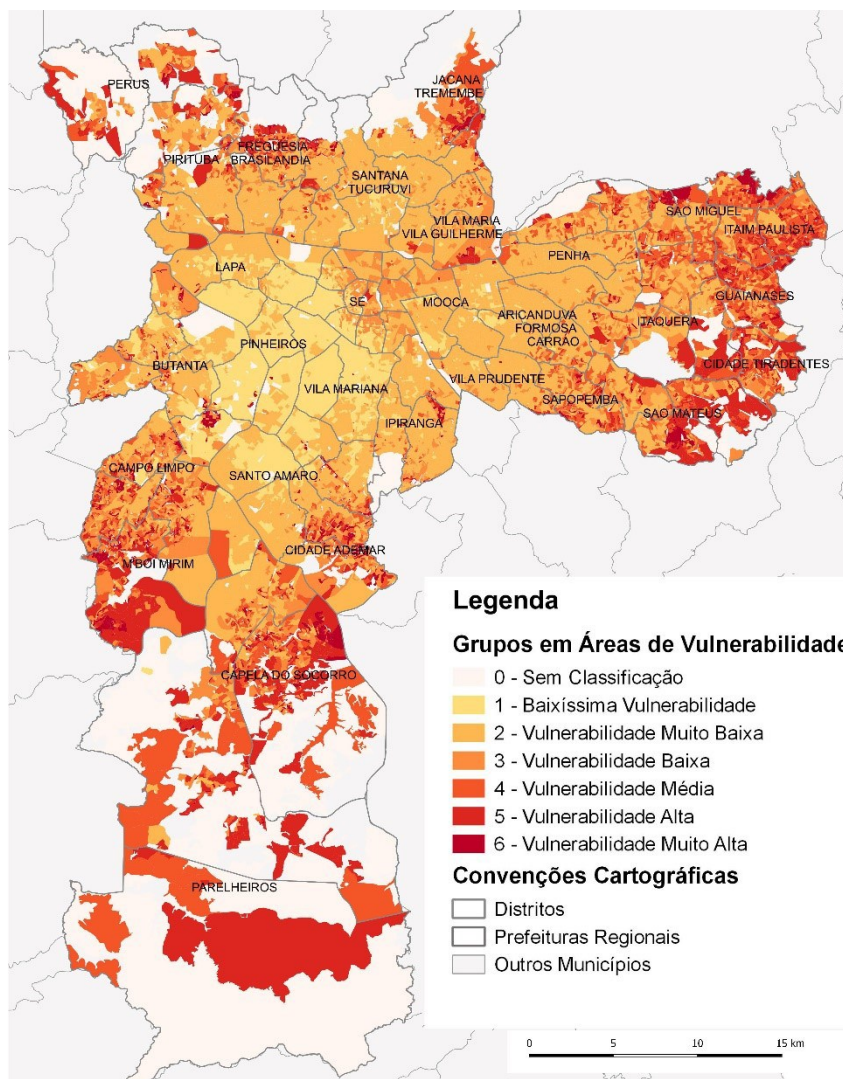 PERUS
JAÇANA
TREMEMBE
FREGUESIA
BRASILANDIA
PIRITUBA
SANTANA
TUCURUVI
VILA MARIA
VILA GUILHERME
SAO MIGUEL
ITAIM PAULISTA
PENHA
LAPA
SÉ
MOOCA
GUAIANASES
ARICANDUVA
FORMOSA
CARRAO
ITAQUERA
PINHEIROS
BUTANTA
CIDADE TIRADENTES
VILA PRUDENTE
VILA MARIANA
SAPOPEMBA
SAO MATEUS
IPIRANGA
CAMPO LIMPO
SANTO AMARO
CIDADE ADEMAR
M'BOI MIRIM
CAPELA DO SOCORRO
PARELHEIROS
Legenda
Grupos em Áreas de Vulnerabilidade
0 - Sem Classificação
1 - Baixíssima Vulnerabilidade
2 - Vulnerabilidade Muito Baixa
3 - Vulnerabilidade Baixa
4 - Vulnerabilidade Média
5 - Vulnerabilidade Alta
6 - Vulnerabilidade Muito Alta
Convenções Cartográficas
Distritos
Prefeituras Regionais
Outros Municípios
0 5 10 15 km